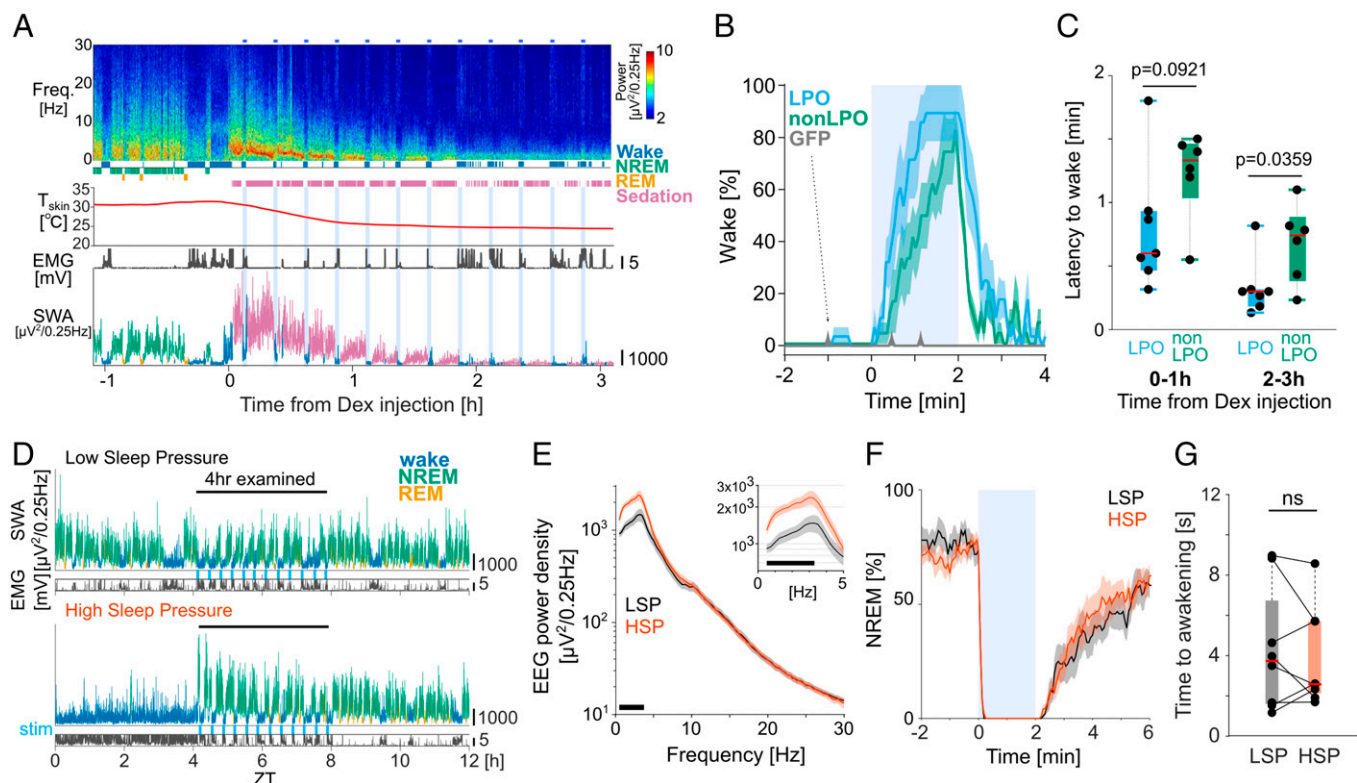 A
30
20
10
0
Freq.
[Hz]
Power
[μV²/0.25Hz]
10
2
Wake
NREM
REM
Sedation
Tskin
[°C]
35
30
25
20
EMG
[mV]
5
SWA
[μV²/0.25Hz]
1000
-1 0 1 2 3
Time from Dex injection [h]
B
LPO
nonLPO
GFP
Wake [%]
100
80
60
40
20
0
-2 0 2 4
Time [min]
C
p=0.0921
p=0.0359
Latency to wake [min]
2
1
0
LPO non LPO LPO non LPO
0-1h 2-3h
Time from Dex injection
D
Low Sleep Pressure
4hr examined
wake
NREM
REM
SWA
[μV²/0.25Hz]
EMG
[mV]
1000
5
High Sleep Pressure
stim
1000
5
0 2 4 6 8 10 12 [h]
ZT
E
EEG power density
[μV²/0.25Hz]
10³
10²
10¹
LSP
HSP
3x10³
2x10³
10³
0 5
[Hz]
0 10 20 30
Frequency [Hz]
F
LSP
HSP
NREM [%]
100
50
0
-2 0 2 4 6
Time [min]
G
ns
Time to awakening [s]
12
10
8
6
4
2
0
LSP HSP